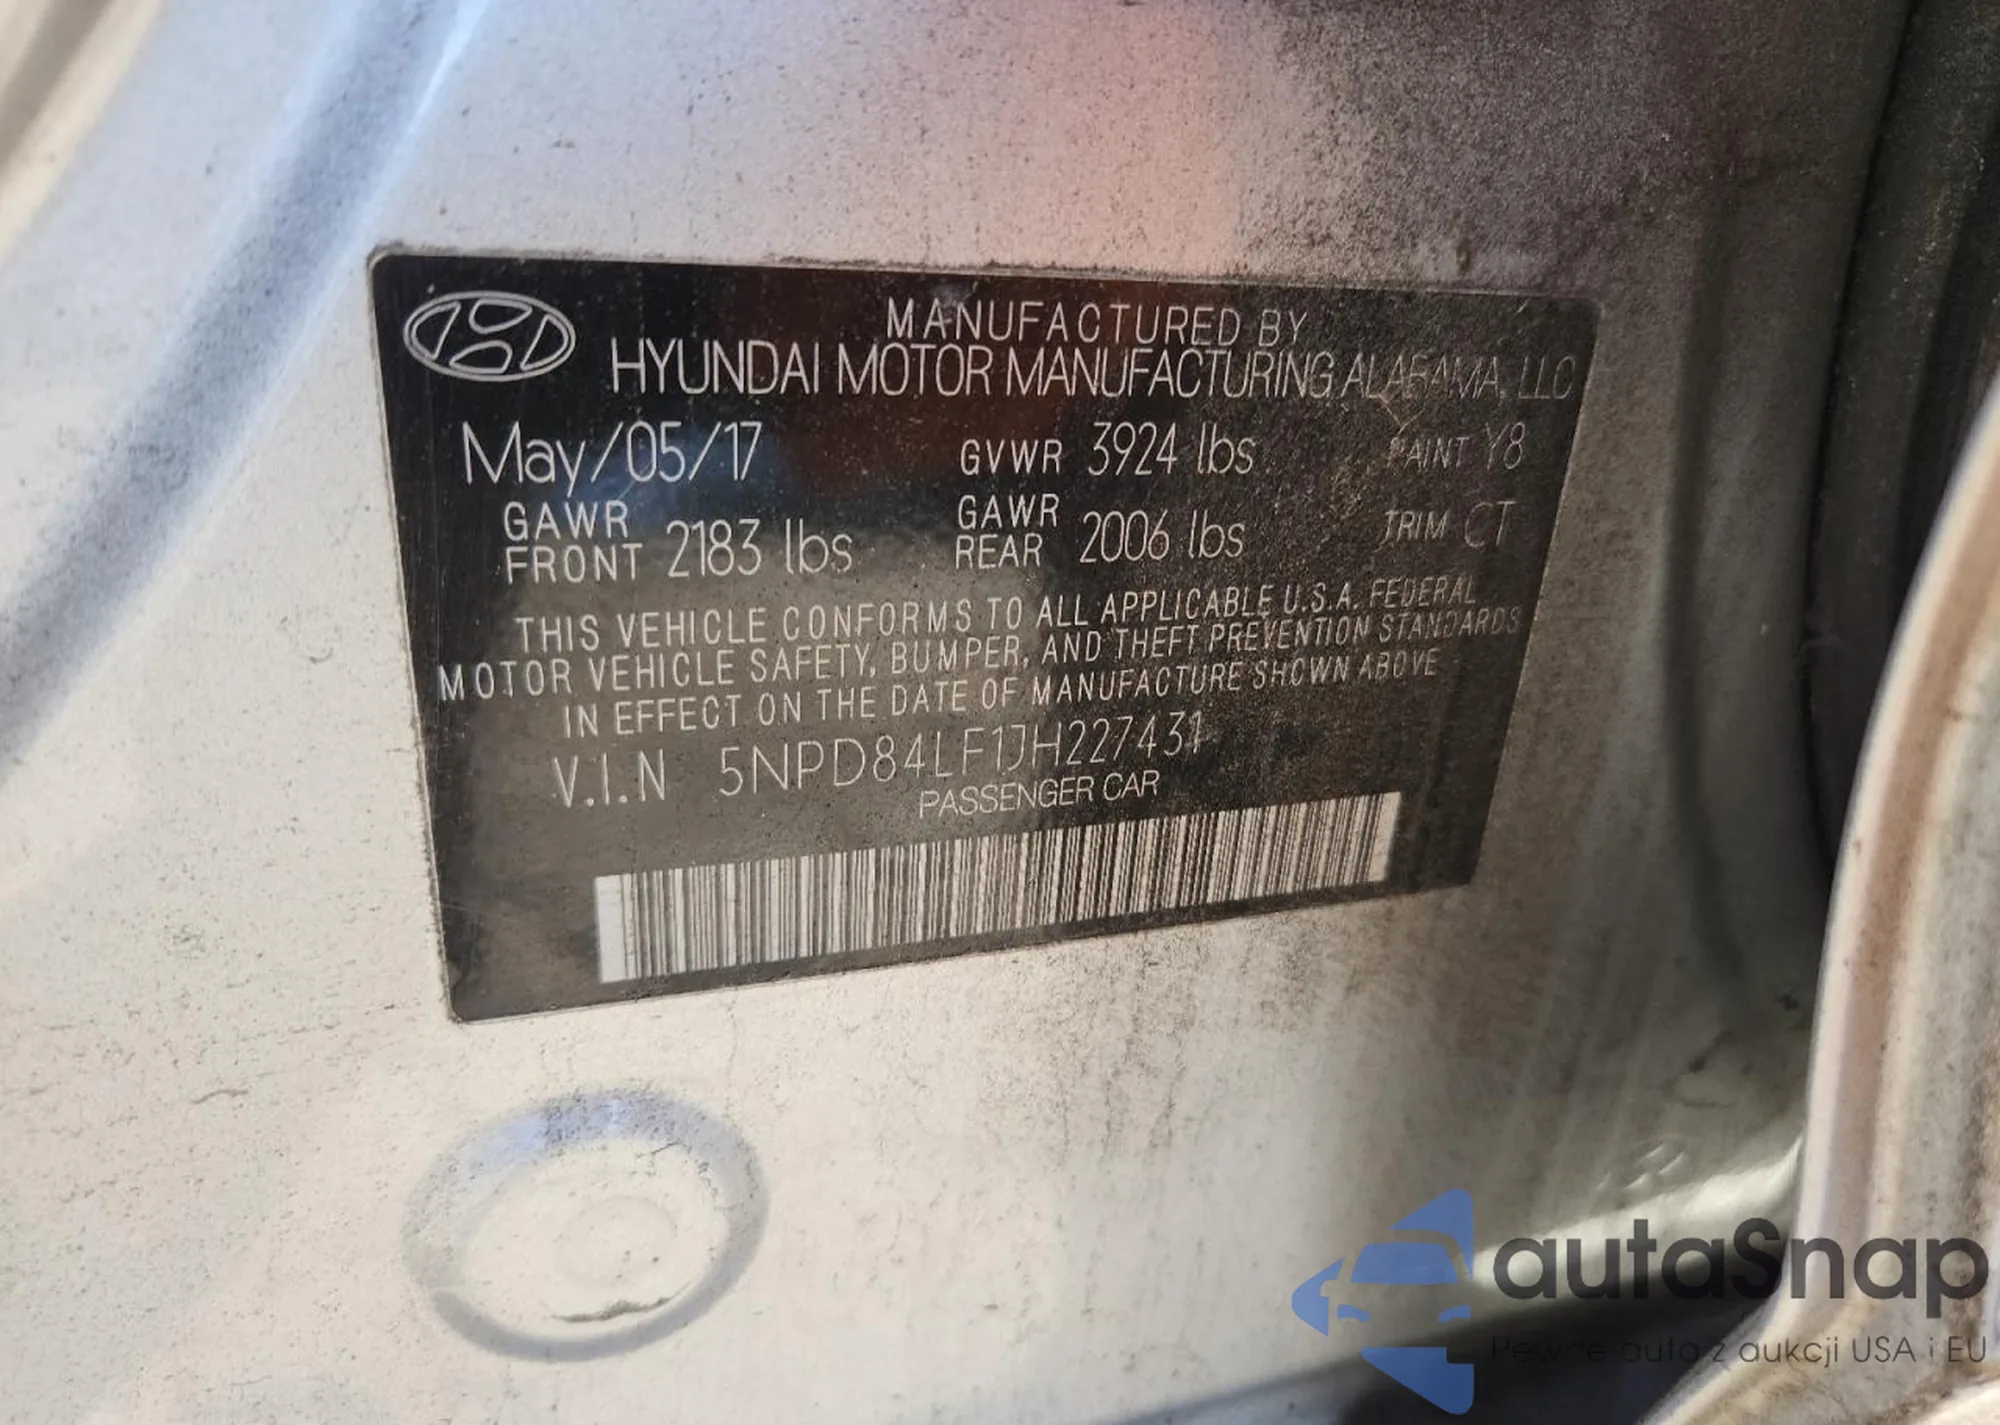 MANUFACTURED BY
HYUNDAI MOTOR MANUFACTURING ALABAMA, LLC
May/05/17 GVWR 3924 lbs PAINT Y8
GAWR FRONT 2183 lbs GAWR REAR 2006 lbs TRIM CT
THIS VEHICLE CONFORMS TO ALL APPLICABLE U.S.A. FEDERAL
MOTOR VEHICLE SAFETY, BUMPER, AND THEFT PREVENTION STANDARDS
IN EFFECT ON THE DATE OF MANUFACTURE SHOWN ABOVE
V.I.N 5NPD84LF1JH227431
PASSENGER CAR
autaSnap
Pewne auta z aukcji USA i EU